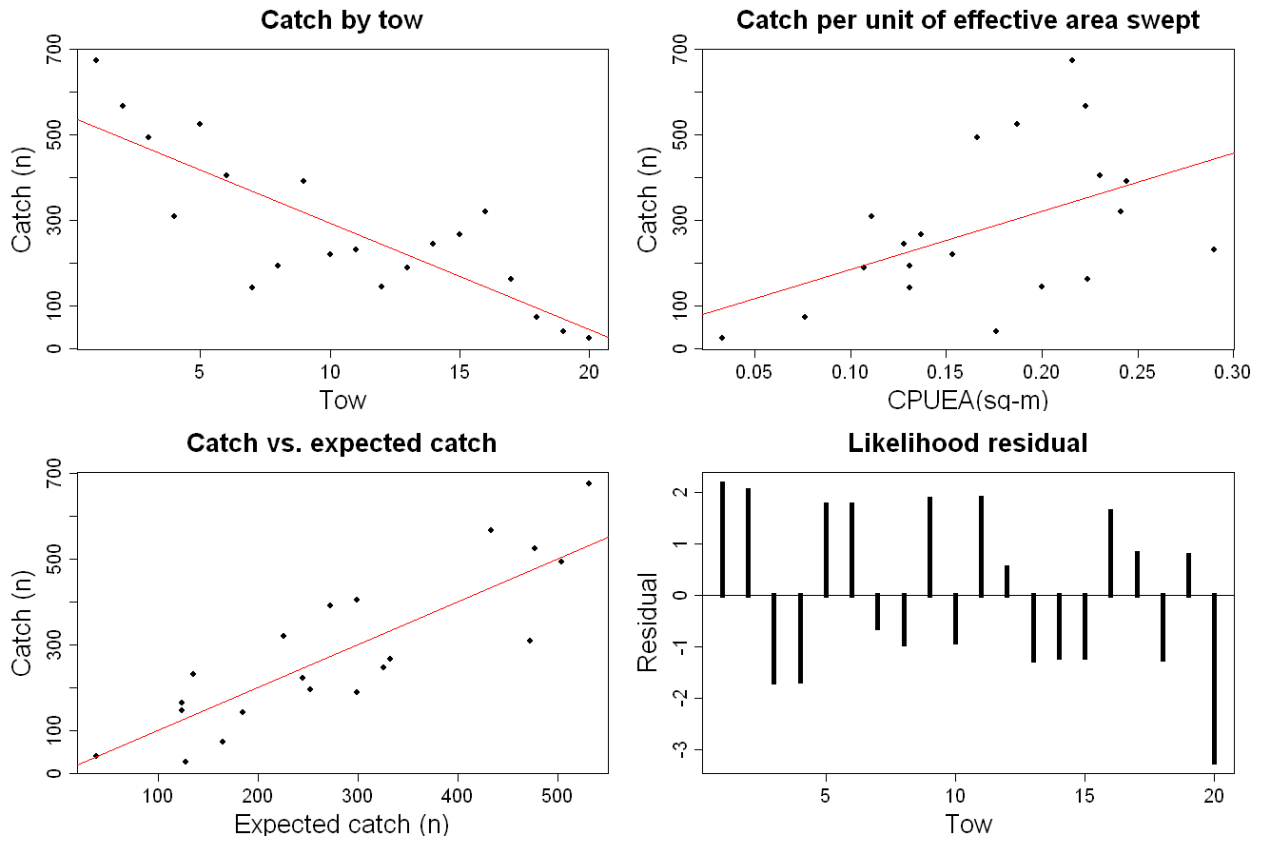 Catch by tow
Catch (n)
700
500
300
100
0
5 10 15 20
Tow
Catch per unit of effective area swept
Catch (n)
700
500
300
100
0
0.05 0.10 0.15 0.20 0.25 0.30
CPUEA(sq-m)
Catch vs. expected catch
Catch (n)
700
500
300
100
0
100 200 300 400 500
Expected catch (n)
Likelihood residual
Residual
2
1
0
-1
-2
-3
5 10 15 20
Tow